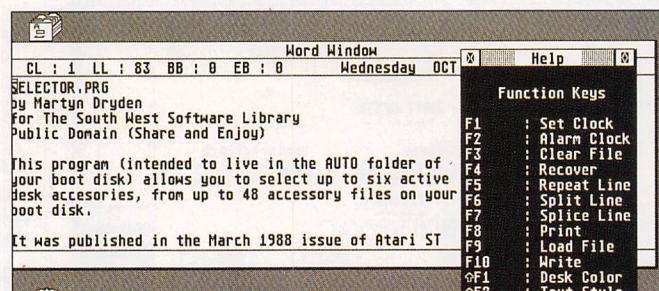 Word Window
CL : 1 LL : 83 BB : 0 EB : 0 Wednesday OCT
SELECTOR.PRG
by Martyn Dryden
for The South West Software Library
Public Domain (Share and Enjoy)
This program (intended to live in the AUTO folder of
your boot disk) allows you to select up to six active
desk accesories, from up to 48 accessory files on your
boot disk.
It was published in the March 1988 issue of Atari ST
Help
Function Keys
F1 : Set Clock
F2 : Alarm Clock
F3 : Clear File
F4 : Recover
F5 : Repeat Line
F6 : Split Line
F7 : Splice Line
F8 : Print
F9 : Load File
F10 : Write
⇧F1 : Desk Color
⇧F2 : Text Style